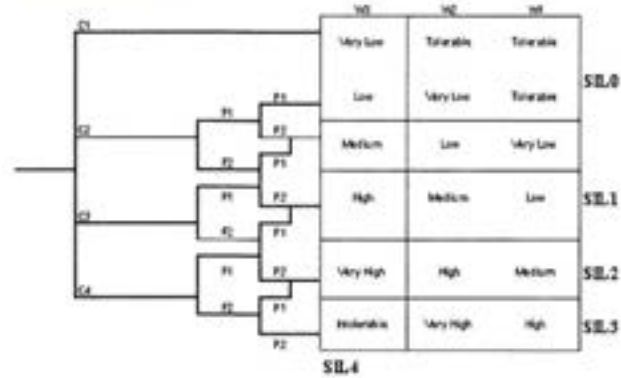 W3 W2 W1
C1
Very Low Tolerable Tolerable
SIL0
P1
Low Very Low Tolerable
F1
C2
P2
Medium Low Very Low
F2
P1
F1
P2
High Medium Low
SIL1
C3
F2
P1
F1
P2
Very High High Medium
SIL2
C4
F2
P1
Intolerable Very High High
SIL3
P2
SIL4